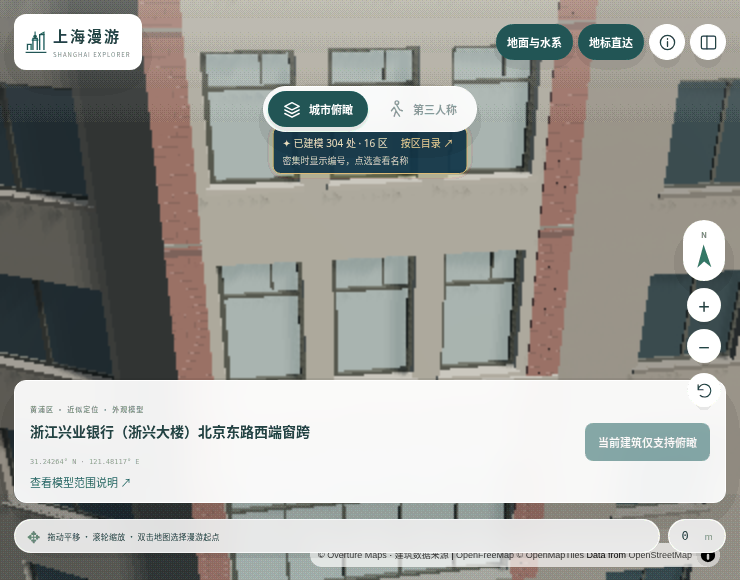 上海漫游
SHANGHAI EXPLORER
地面与水系
地标直达
城市俯瞰
第三人称
✦ 已建模 304 处 · 16 区 按区目录 ↗
密集时显示编号，点选查看名称
N
+
−
黄浦区 · 近似定位 · 外观模型
浙江兴业银行（浙兴大楼）北京东路西端窗跨
31.24264° N · 121.48117° E
查看模型范围说明 ↗
当前建筑仅支持俯瞰
拖动平移 · 滚轮缩放 · 双击地图选择漫游起点
0 m
© Overture Maps · 建筑数据来源 | OpenFreeMap © OpenMapTiles Data from OpenStreetMap